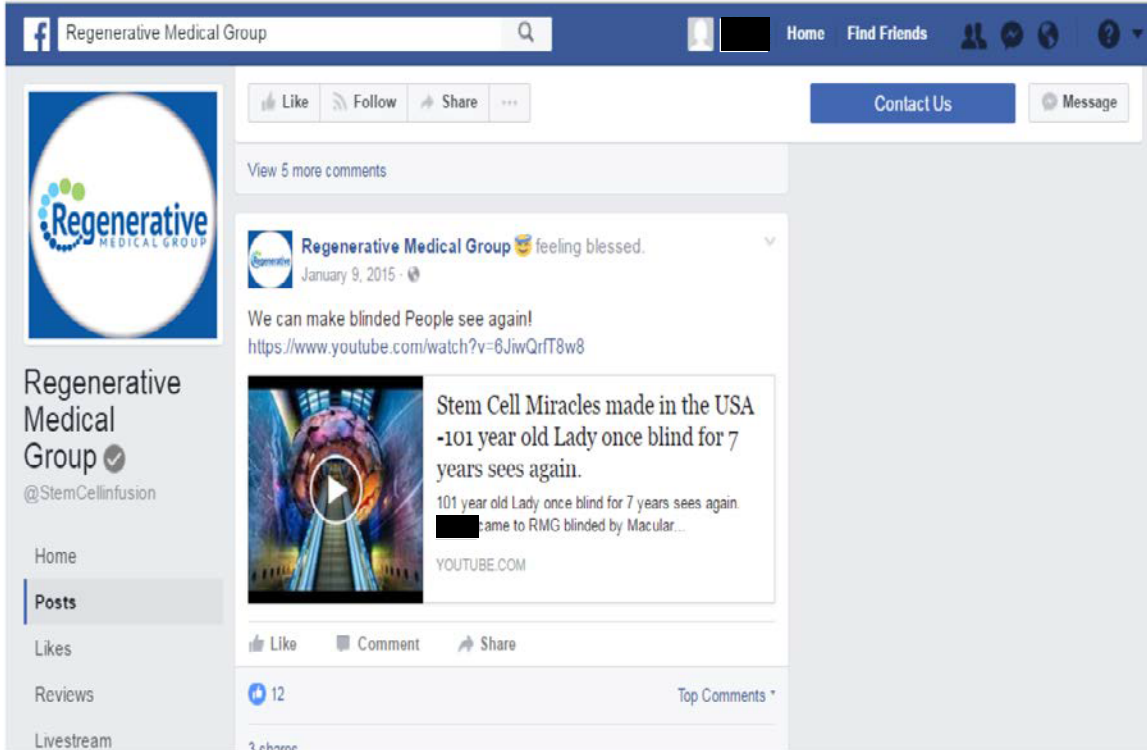 Regenerative Medical Group
Home Find Friends
Like Follow Share
Contact Us
Message
Regenerative
MEDICAL GROUP
View 5 more comments
Regenerative
Regenerative Medical Group feeling blessed.
January 9, 2015
We can make blinded People see again!
https://www.youtube.com/watch?v=6JiwQrfT8w8
Stem Cell Miracles made in the USA
-101 year old Lady once blind for 7
years sees again.
101 year old Lady once blind for 7 years sees again.
came to RMG blinded by Macular...
YOUTUBE.COM
Like Comment Share
12
Top Comments
3 shares
Regenerative
Medical
Group
@StemCellinfusion
Home
Posts
Likes
Reviews
Livestream